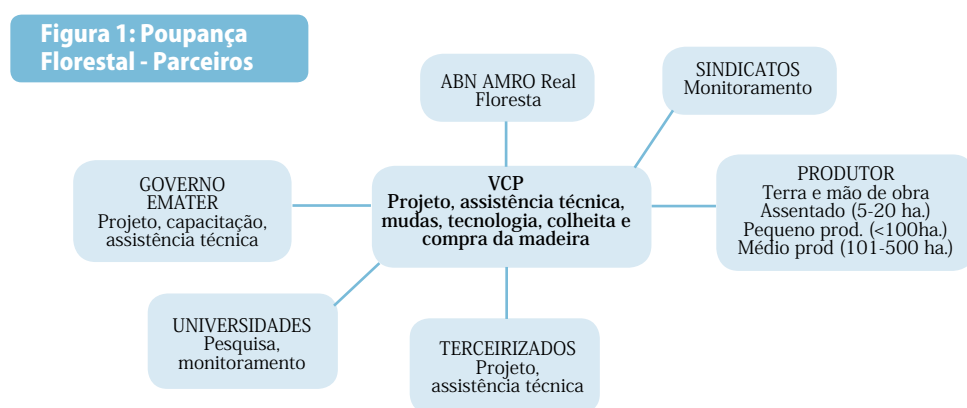 Figura 1: Poupança
Florestal - Parceiros
ABN AMRO Real
Floresta
SINDICATOS
Monitoramento
GOVERNO
EMATER
Projeto, capacitação,
assistência técnica
VCP
Projeto, assistência técnica,
mudas, tecnologia, colheita e
compra da madeira
PRODUTOR
Terra e mão de obra
Assentado (5-20 ha.)
Pequeno prod. (<100ha.)
Médio prod (101-500 ha.)
UNIVERSIDADES
Pesquisa,
monitoramento
TERCEIRIZADOS
Projeto,
assistência técnica